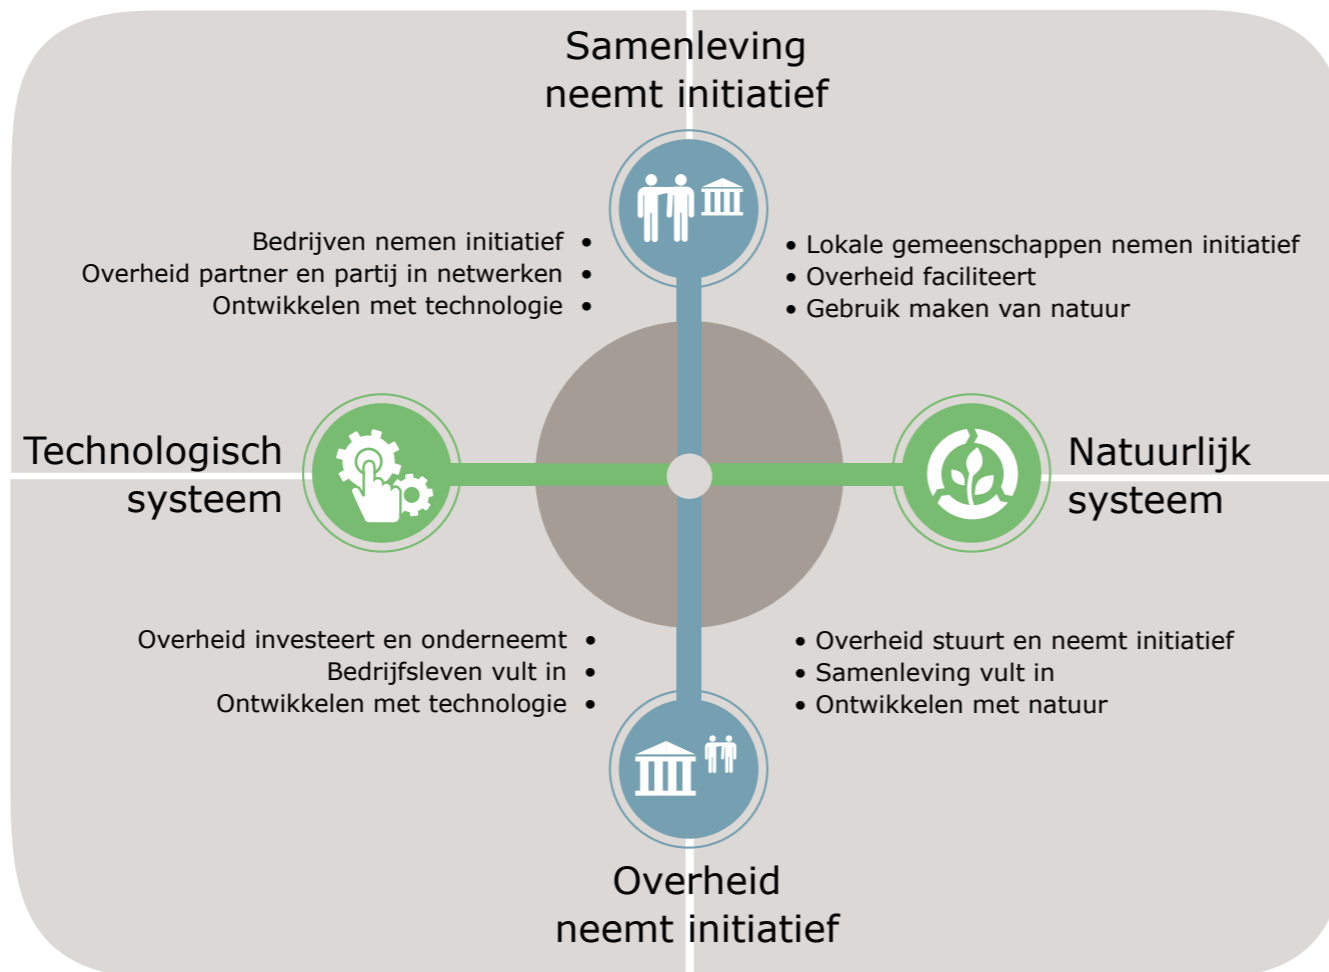 Samenleving
neemt initiatief
Bedrijven nemen initiatief •
Overheid partner en partij in netwerken •
Ontwikkelen met technologie •
• Lokale gemeenschappen nemen initiatief
• Overheid faciliteert
• Gebruik maken van natuur
Technologisch
systeem
Natuurlijk
systeem
Overheid investeert en onderneemt •
Bedrijfsleven vult in •
Ontwikkelen met technologie •
• Overheid stuurt en neemt initiatief
• Samenleving vult in
• Ontwikkelen met natuur
Overheid
neemt initiatief